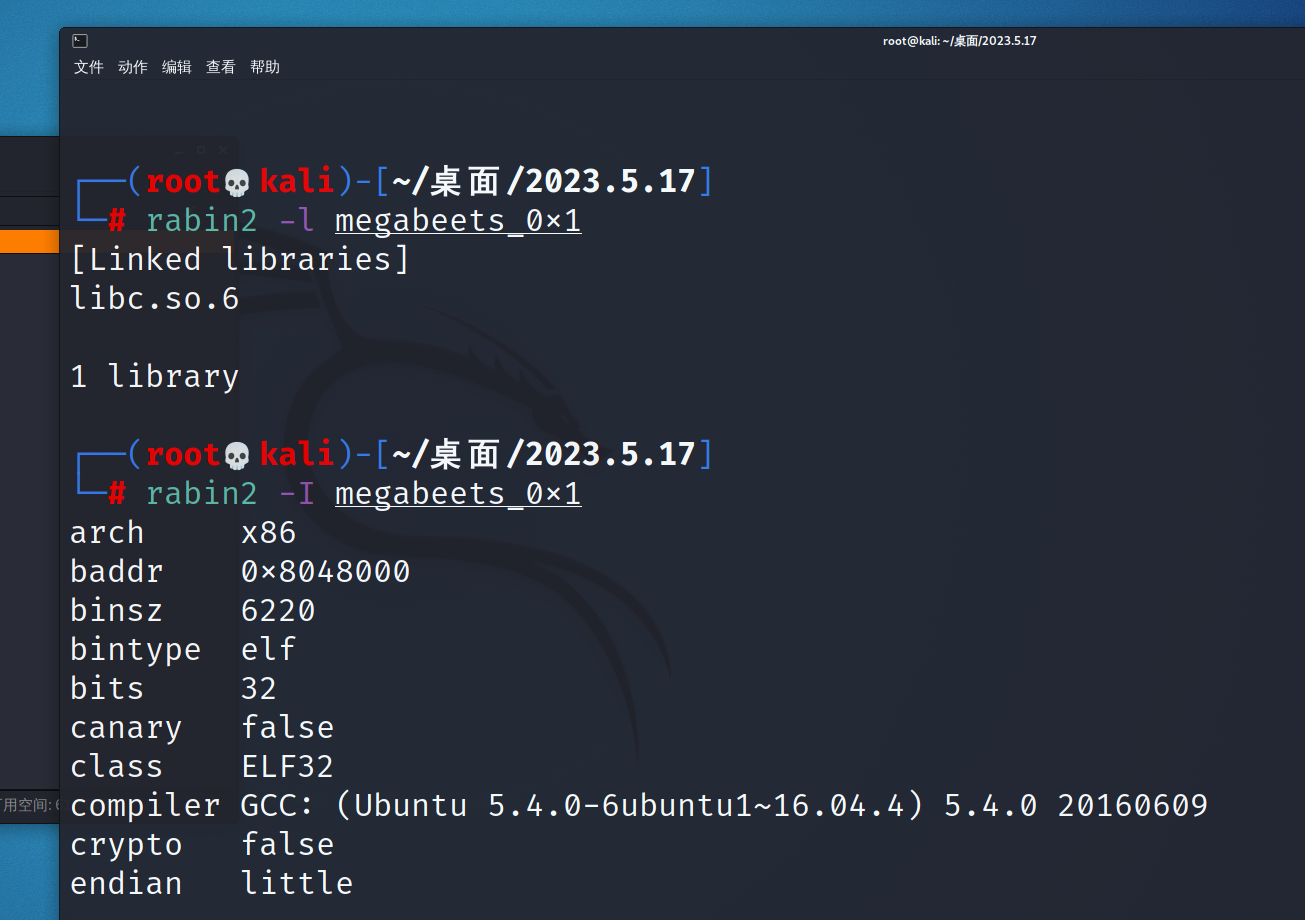 root@kali: ~/桌面/2023.5.17
文件 动作 编辑 查看 帮助
┌──(root💀kali)-[~/桌面/2023.5.17]
└─# rabin2 -l megabeets_0×1
[Linked libraries]
libc.so.6
1 library
┌──(root💀kali)-[~/桌面/2023.5.17]
└─# rabin2 -I megabeets_0×1
arch x86
baddr 0×8048000
binsz 6220
bintype elf
bits 32
canary false
class ELF32
用空间: 6
compiler GCC: (Ubuntu 5.4.0-6ubuntu1~16.04.4) 5.4.0 20160609
crypto false
endian little